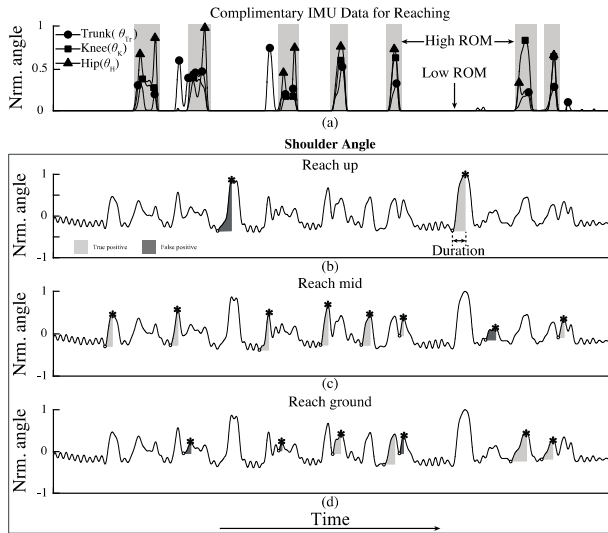 Complimentary IMU Data for Reaching
Trunk(θTr)
Knee(θK)
Hip(θH)
High ROM
Low ROM
Nrm. angle
1
0.5
0
(a)
Shoulder Angle
Reach up
Nrm. angle
1
0
-1
True positive
False positive
Duration
(b)
Reach mid
Nrm. angle
1
0
-1
(c)
Reach ground
Nrm. angle
1
0
-1
(d)
Time